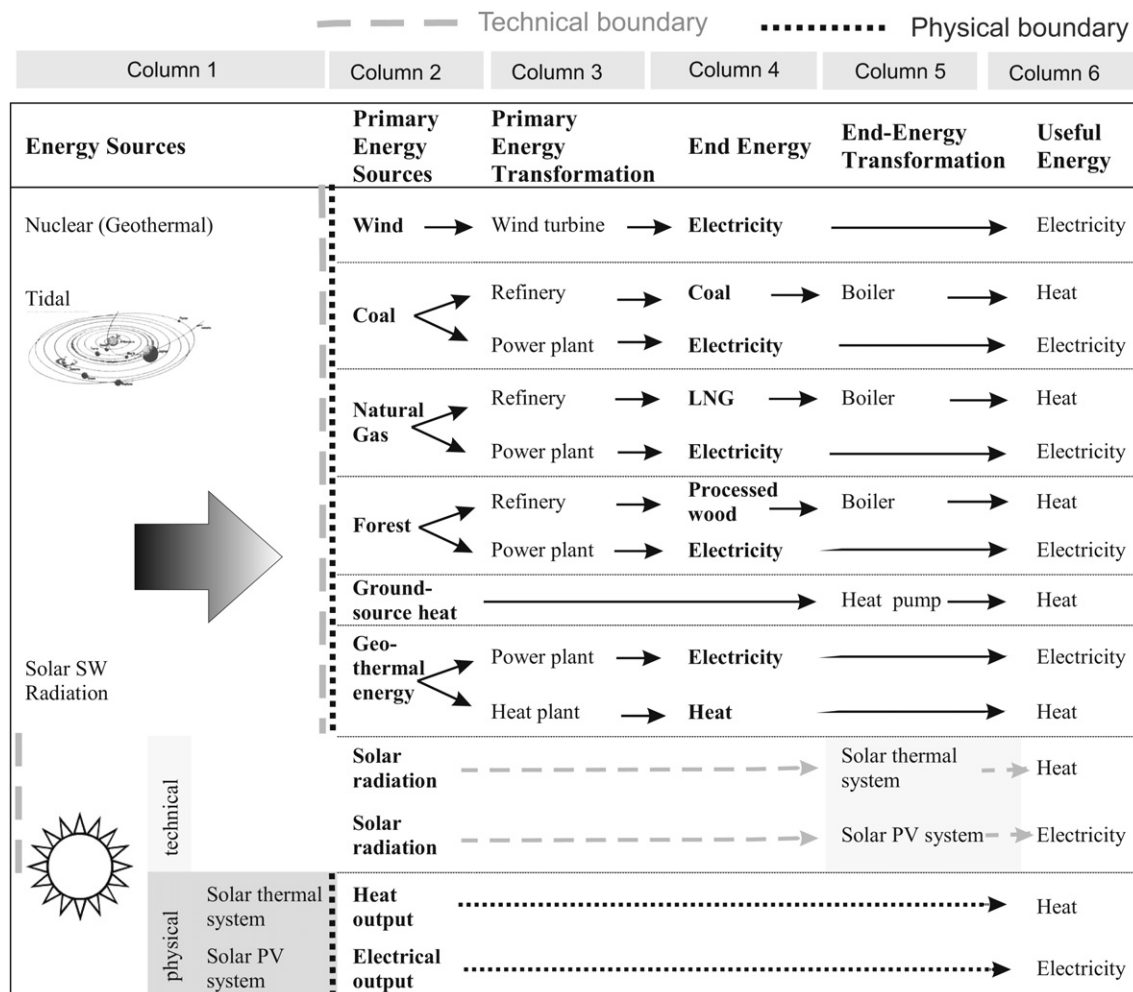 Technical boundary
Physical boundary
Column 1
Column 2
Column 3
Column 4
Column 5
Column 6
Energy Sources
Primary
Energy
Sources
Primary
Energy
Transformation
End Energy
End-Energy
Transformation
Useful
Energy
Nuclear (Geothermal)
Wind
Wind turbine
Electricity
Electricity
Tidal
Coal
Refinery
Coal
Boiler
Heat
Power plant
Electricity
Electricity
Natural
Gas
Refinery
LNG
Boiler
Heat
Power plant
Electricity
Electricity
Forest
Refinery
Processed
wood
Boiler
Heat
Power plant
Electricity
Electricity
Ground-
source heat
Heat pump
Heat
Solar SW
Radiation
Geo-
thermal
energy
Power plant
Electricity
Electricity
Heat plant
Heat
Heat
technical
Solar
radiation
Solar thermal
system
Heat
Solar
radiation
Solar PV system
Electricity
physical
Solar thermal
system
Heat
output
Heat
Solar PV
system
Electrical
output
Electricity